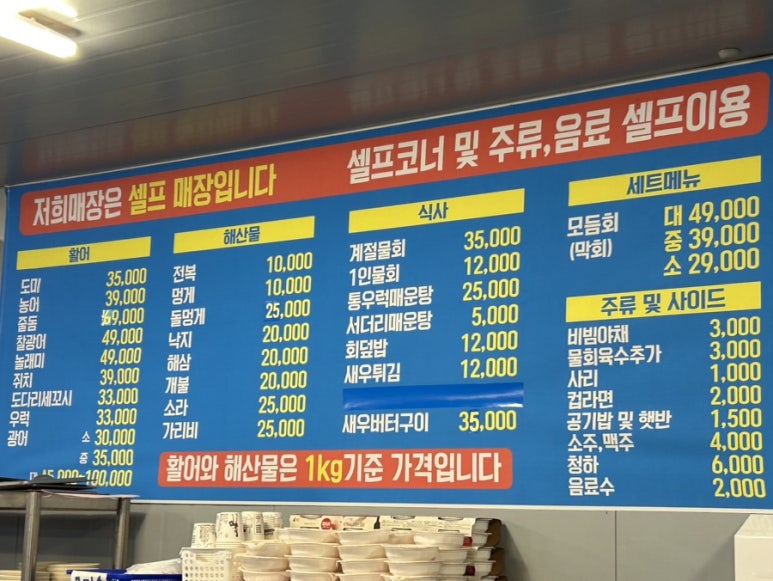 저희매장은 셀프 매장입니다 셀프코너 및 주류,음료 셀프이용
활어
도미 35,000
농어 39,000
줄돔 69,000
찰광어 49,000
놀래미 49,000
쥐치 39,000
도다리세꼬시 33,000
우럭 33,000
광어 소 30,000
중 35,000
대 45,000~100,000
해산물
전복 10,000
멍게 10,000
돌멍게 25,000
낙지 20,000
해삼 20,000
개불 20,000
소라 25,000
가리비 25,000
식사
계절물회 35,000
1인물회 12,000
통우럭매운탕 25,000
서더리매운탕 5,000
회덮밥 12,000
새우튀김 12,000
새우버터구이 35,000
세트메뉴
모듬회 대 49,000
(막회) 중 39,000
소 29,000
주류 및 사이드
비빔야채 3,000
물회육수추가 3,000
사리 1,000
컵라면 2,000
공기밥 및 햇반 1,500
소주,맥주 4,000
청하 6,000
음료수 2,000
활어와 해산물은 1kg기준 가격입니다